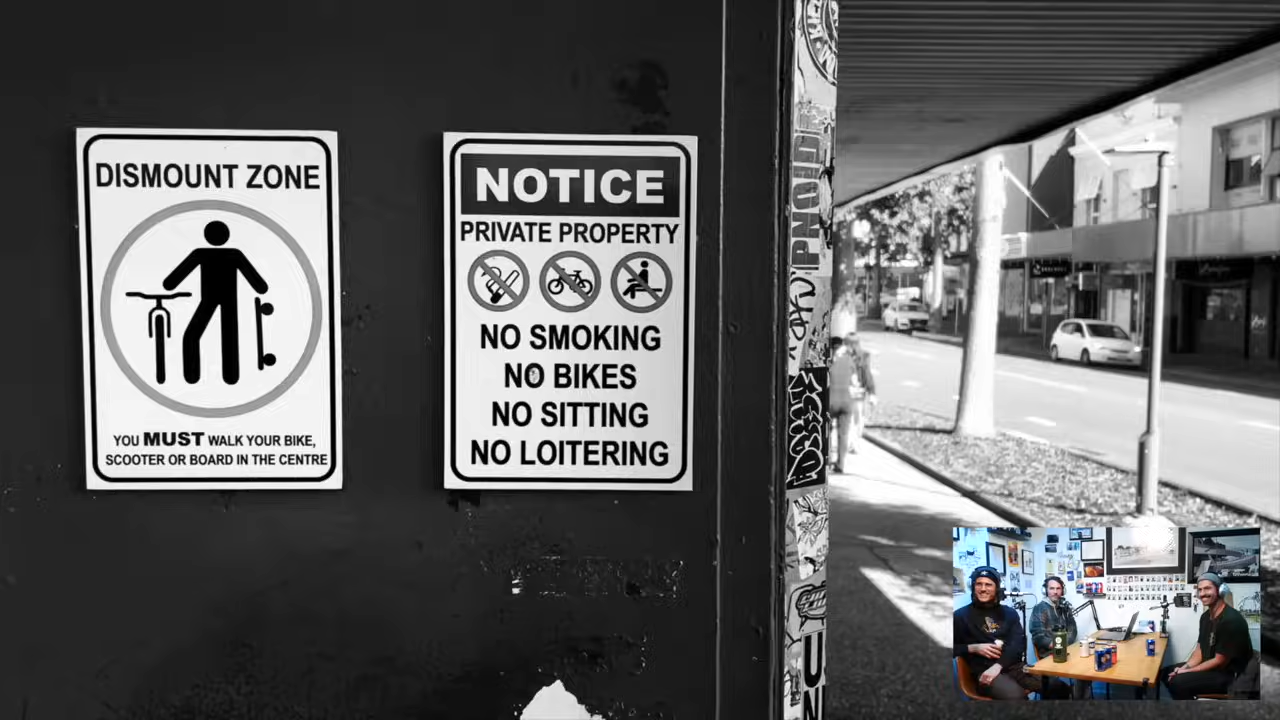 DISMOUNT ZONE
YOU MUST WALK YOUR BIKE,
SCOOTER OR BOARD IN THE CENTRE
NOTICE
PRIVATE PROPERTY
NO SMOKING
NO BIKES
NO SITTING
NO LOITERING